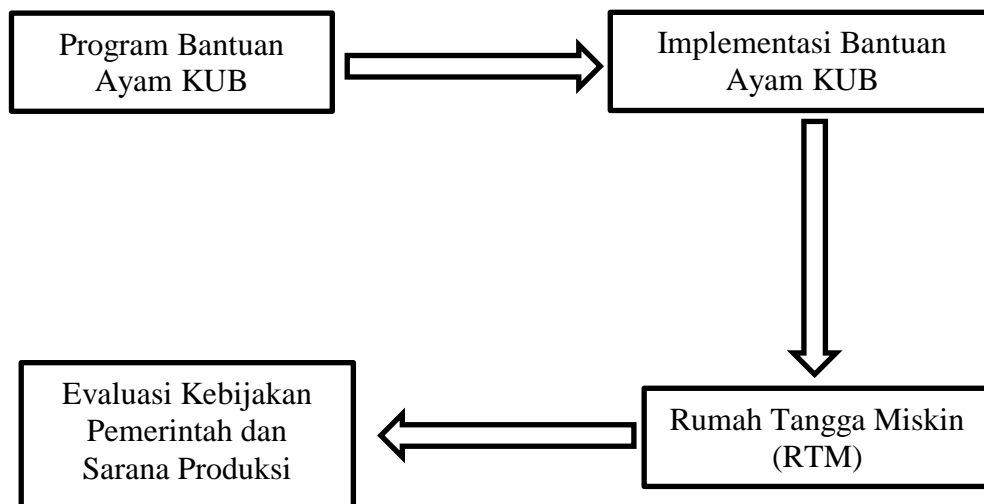 Program Bantuan
Ayam KUB
Implementasi Bantuan
Ayam KUB
Rumah Tangga Miskin
(RTM)
Evaluasi Kebijakan
Pemerintah dan
Sarana Produksi